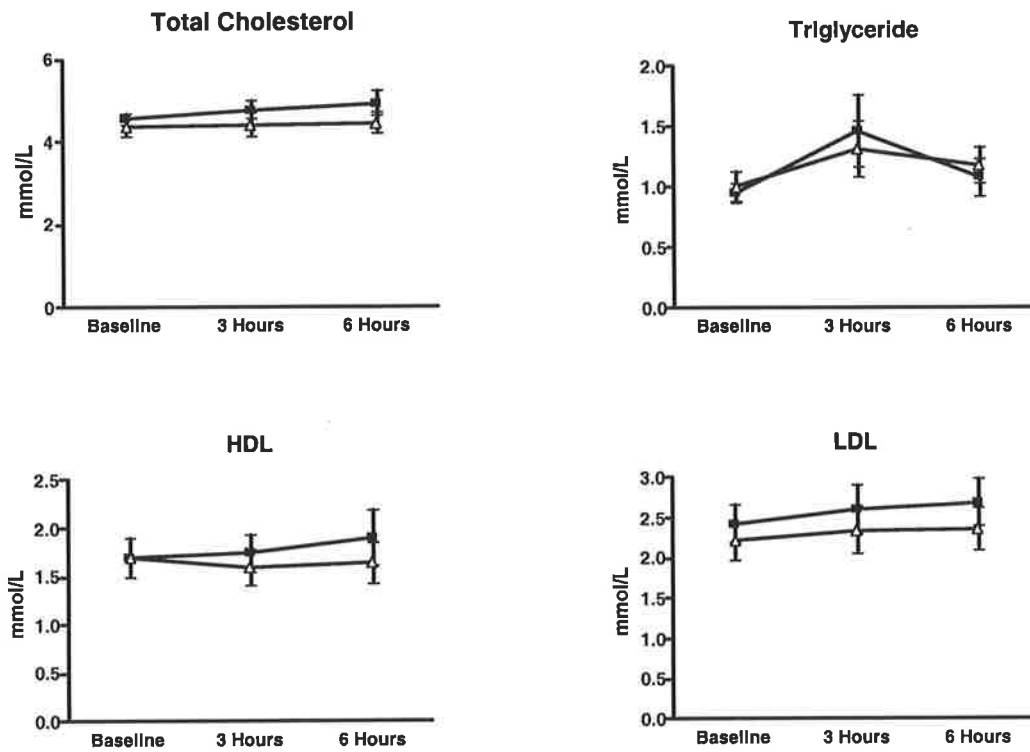 Total Cholesterol
6
4
2
0
mmol/L
Baseline 3 Hours 6 Hours
Triglyceride
2.0
1.5
1.0
0.5
0.0
mmol/L
Baseline 3 Hours 6 Hours
HDL
2.5
2.0
1.5
1.0
0.5
0.0
mmol/L
Baseline 3 Hours 6 Hours
LDL
3.0
2.5
2.0
1.5
1.0
0.5
0.0
mmol/L
Baseline 3 Hours 6 Hours